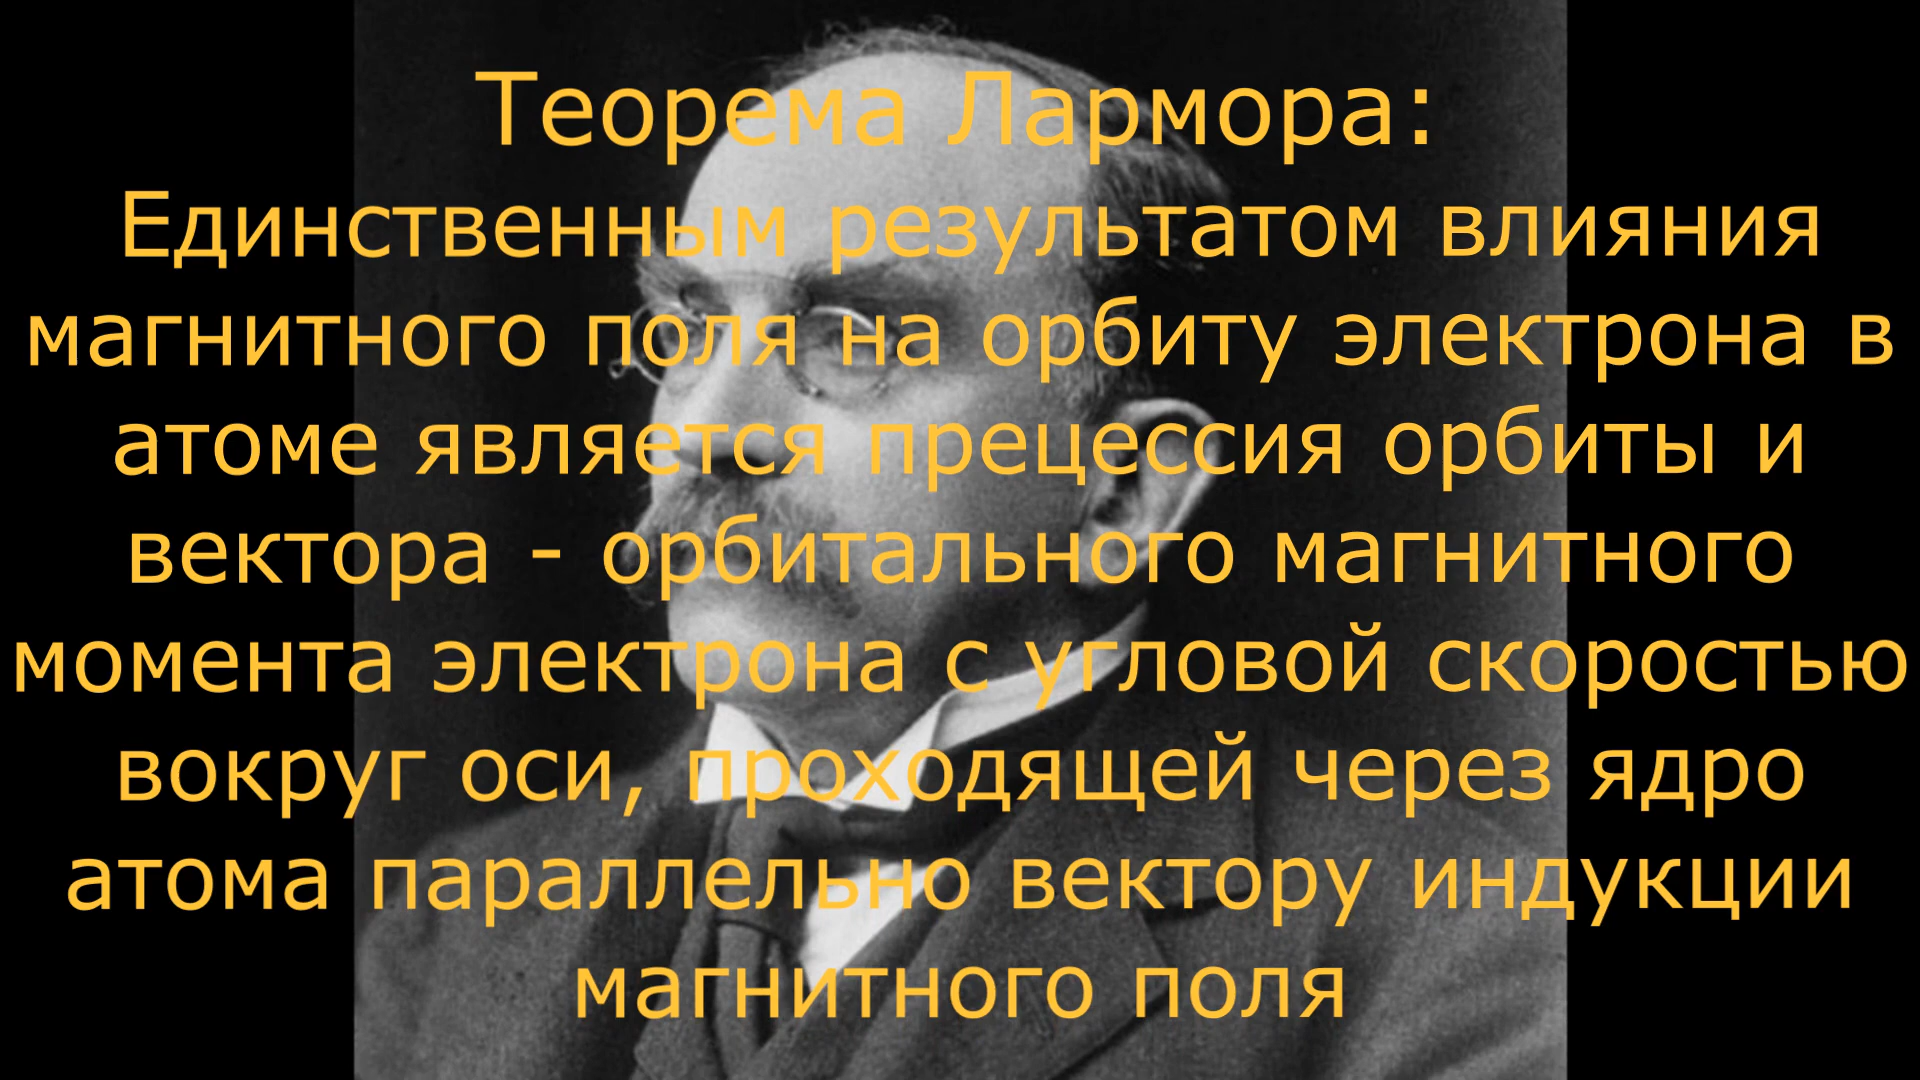 Теорема Лармора:
Единственным результатом влияния
магнитного поля на орбиту электрона в
атоме является прецессия орбиты и
вектора - орбитального магнитного
момента электрона с угловой скоростью
вокруг оси, проходящей через ядро
атома параллельно вектору индукции
магнитного поля